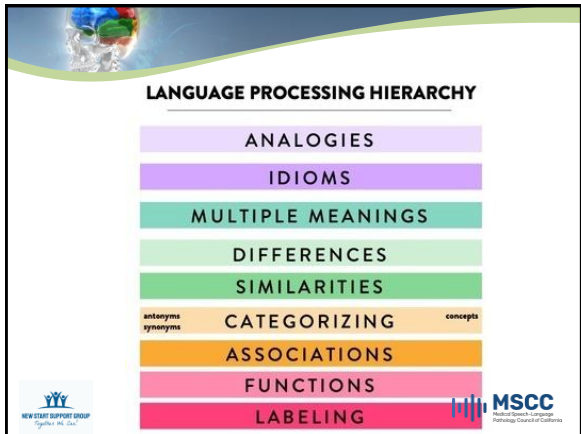 LANGUAGE PROCESSING HIERARCHY
ANALOGIES
IDIOMS
MULTIPLE MEANINGS
DIFFERENCES
SIMILARITIES
antonyms
synonyms
CATEGORIZING
concepts
ASSOCIATIONS
FUNCTIONS
LABELING
NEW START SUPPORT GROUP
Together We Can!
MSCC
Medical Speech-Language
Pathology Council of California